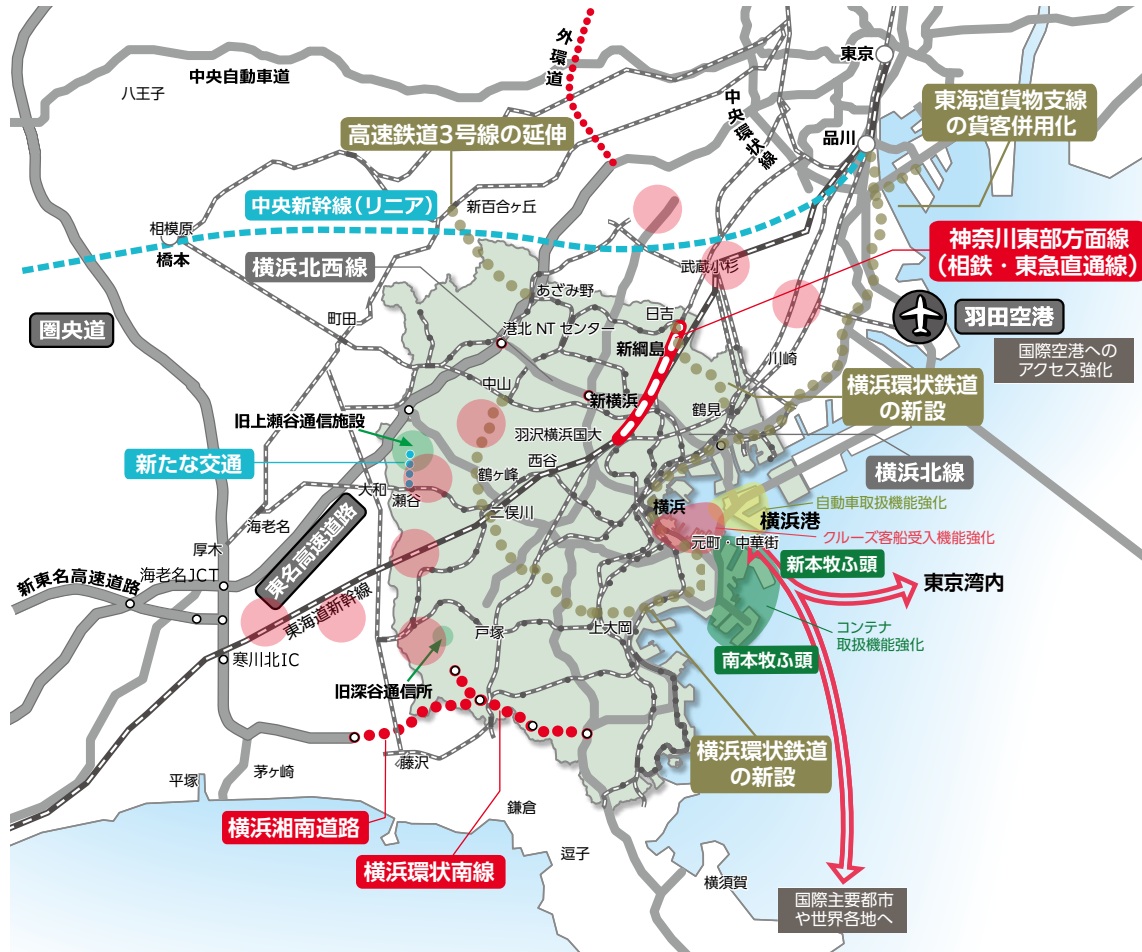 外環道
東京
中央自動車道
八王子
中央環状線
東海道貨物支線
の貨客併用化
高速鉄道3号線の延伸
品川
中央新幹線(リニア)
新百合ヶ丘
相模原
橋本
神奈川東部方面線
(相鉄・東急直通線)
横浜北西線
武蔵小杉
あざみ野
羽田空港
圏央道
町田
日吉
港北NTセンター
新綱島
国際空港への
アクセス強化
川崎
中山
横浜環状鉄道
の新設
新横浜
鶴見
旧上瀬谷通信施設
羽沢横浜国大
新たな交通
西谷
横浜北線
鶴ヶ峰
大和
瀬谷
自動車取扱機能強化
横浜
横浜港
二俣川
海老名
クルーズ客船受入機能強化
元町・中華街
厚木
東名高速道路
新本牧ふ頭
海老名JCT
新東名高速道路
東京湾内
東海道新幹線
コンテナ
取扱機能強化
戸塚
上大岡
寒川北IC
南本牧ふ頭
旧深谷通信所
横浜環状鉄道
の新設
藤沢
茅ヶ崎
平塚
鎌倉
横浜湘南道路
横浜環状南線
逗子
横須賀
国際主要都市
や世界各地へ